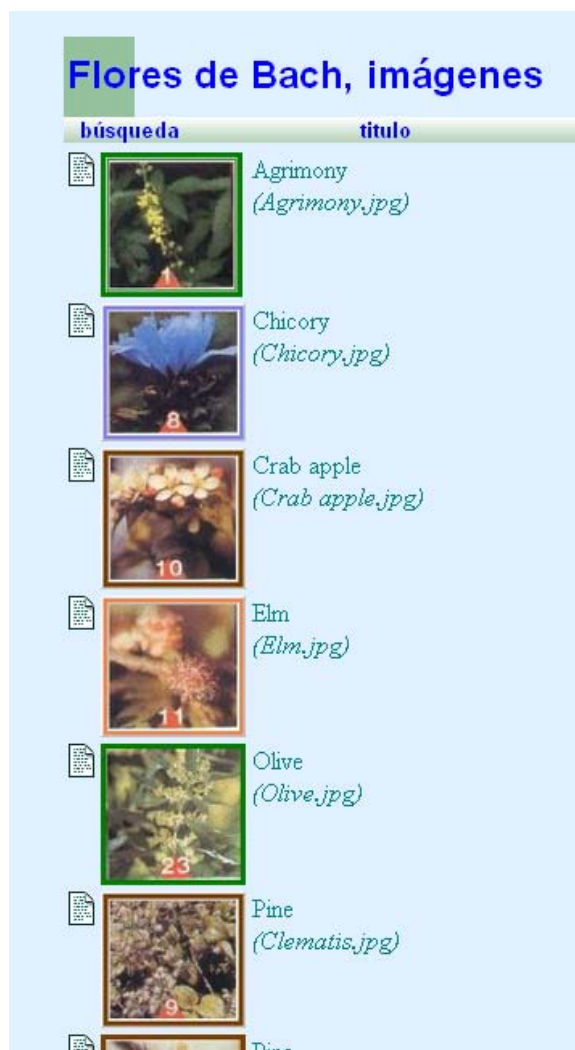 Flores de Bach, imágenes
búsqueda titulo
1
Agrimony
(Agrimony.jpg)
8
Chicory
(Chicory.jpg)
10
Crab apple
(Crab apple.jpg)
11
Elm
(Elm.jpg)
23
Olive
(Olive.jpg)
9
Pine
(Clematis.jpg)
Pine